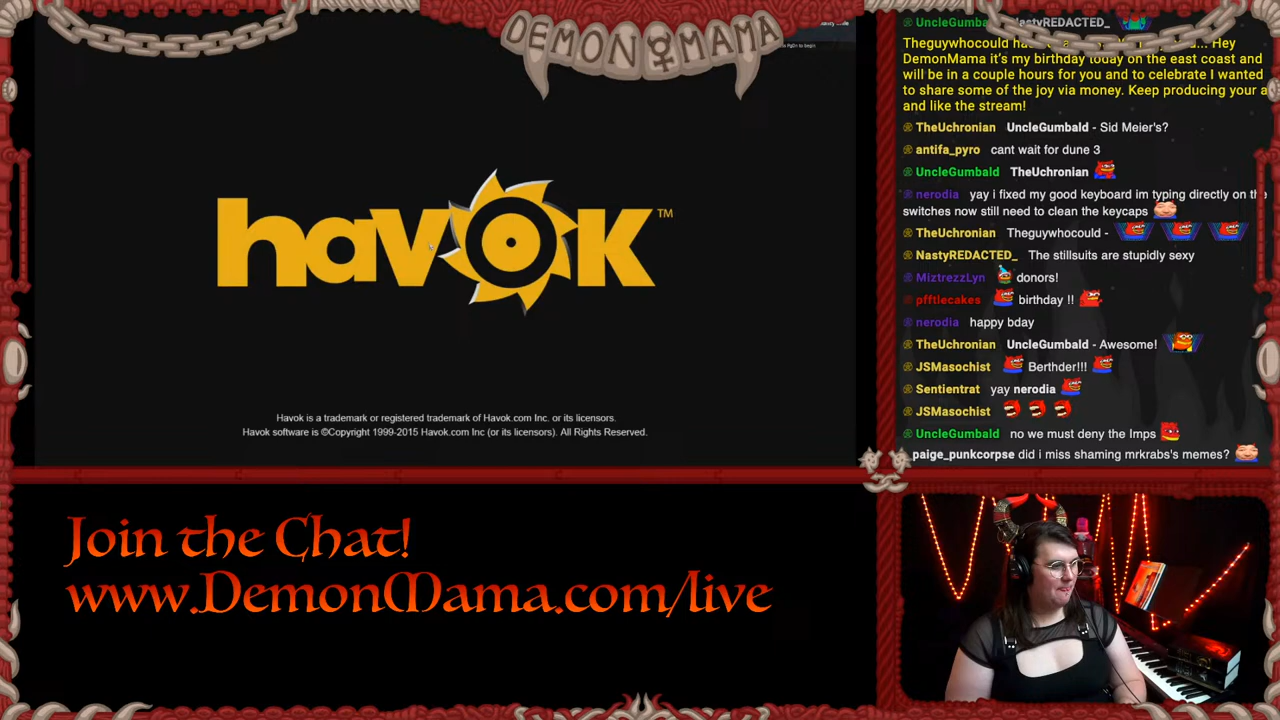 DEMON MAMA
havok™
Havok is a trademark or registered trademark of Havok.com Inc. or its licensors.
Havok software is ©Copyright 1999-2015 Havok.com Inc (or its licensors). All Rights Reserved.
UncleGumba NastyREDACTED_
Theguywhocould
Hey
DemonMama it's my birthday today on the east coast and
will be in a couple hours for you and to celebrate I wanted
to share some of the joy via money. Keep producing your a
and like the stream!
TheUchronian UncleGumbald - Sid Meier's?
antifa_pyro cant wait for dune 3
UncleGumbald TheUchronian
nerodia yay i fixed my good keyboard im typing directly on the
switches now still need to clean the keycaps
TheUchronian Theguywhocould -
NastyREDACTED_ The stillsuits are stupidly sexy
MiztrezzLyn donors!
pfftlecakes birthday !!
nerodia happy bday
TheUchronian UncleGumbald - Awesome!
JSMasochist Berthder!!!
Sentientrat yay nerodia
JSMasochist
UncleGumbald no we must deny the Imps
paige_punkcorpse did i miss shaming mrkrabs's memes?
Join the Chat!
www.DemonMama.com/live